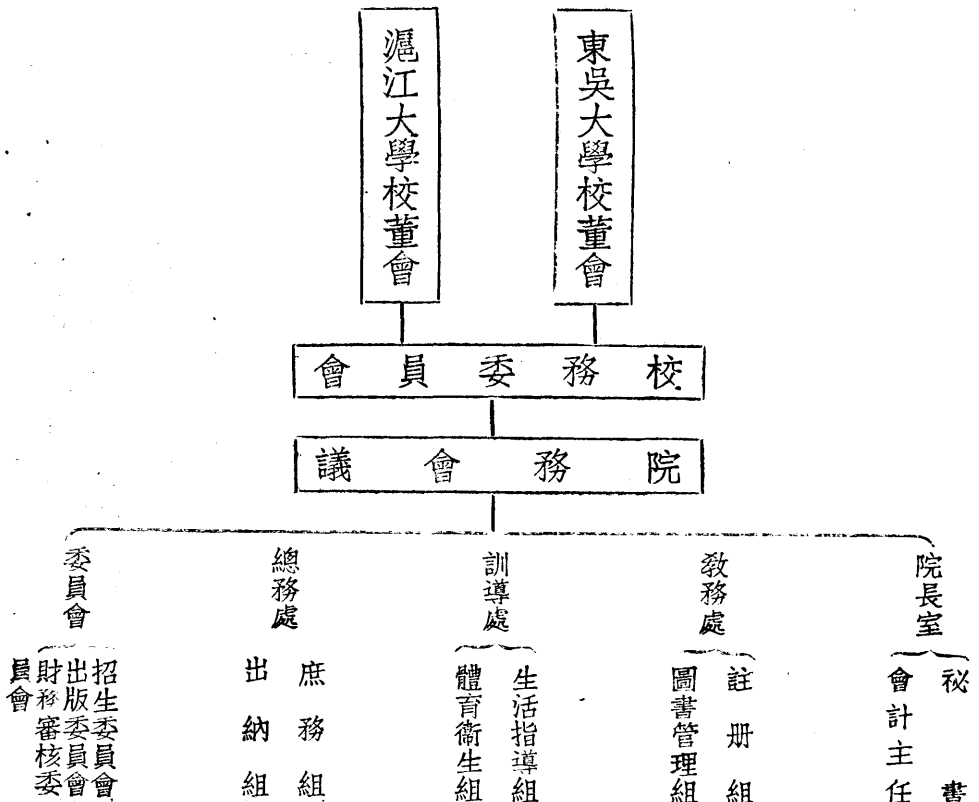 東吳大學校董會
滬江大學校董會
校務委員會
院務會議
院長室
祕書
會計主任
敎務處
註册組
圖書管理組
訓導處
生活指導組
體育衞生組
總務處
庶務組
出納組
委員會
招生委員會
出版委員會
財務審核委
員會